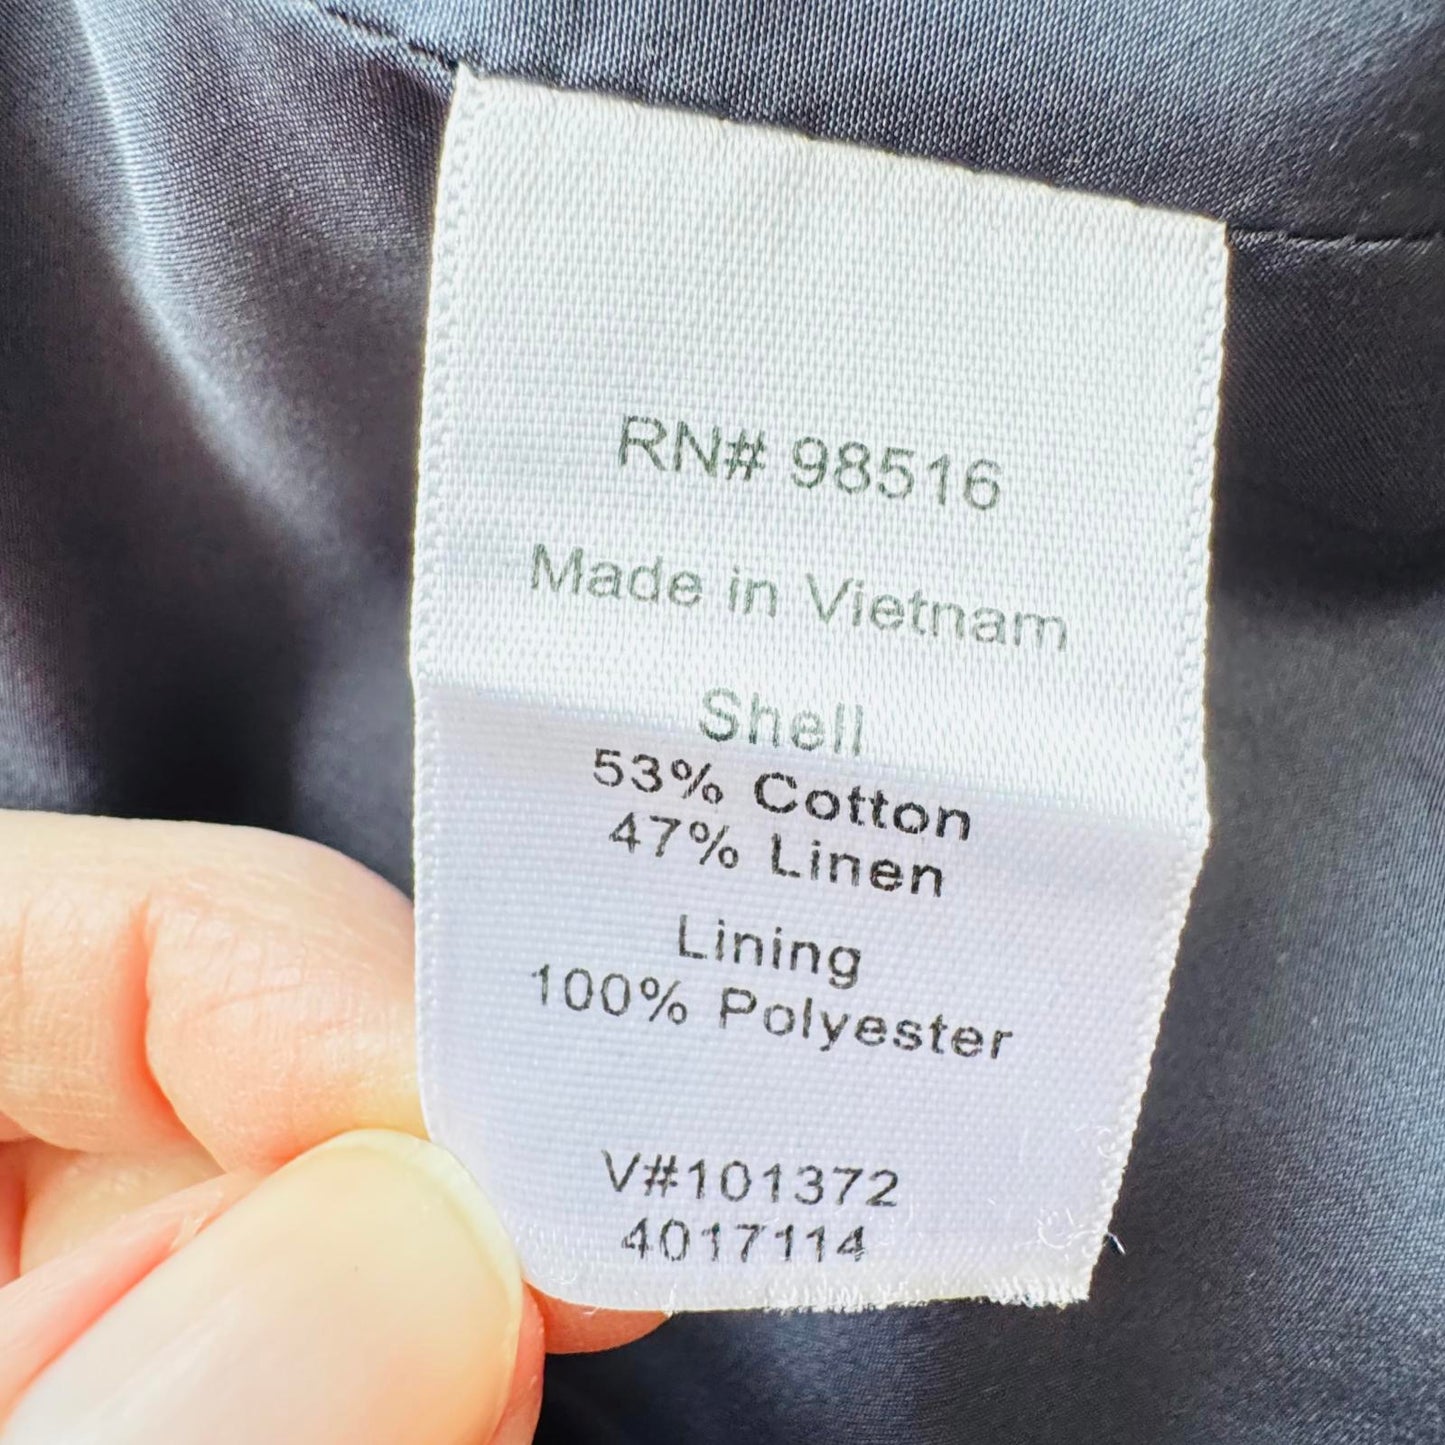 RN# 98516
Made in Vietnam
Shell
53% Cotton
47% Linen
Lining
100% Polyester
V#101372
4017114